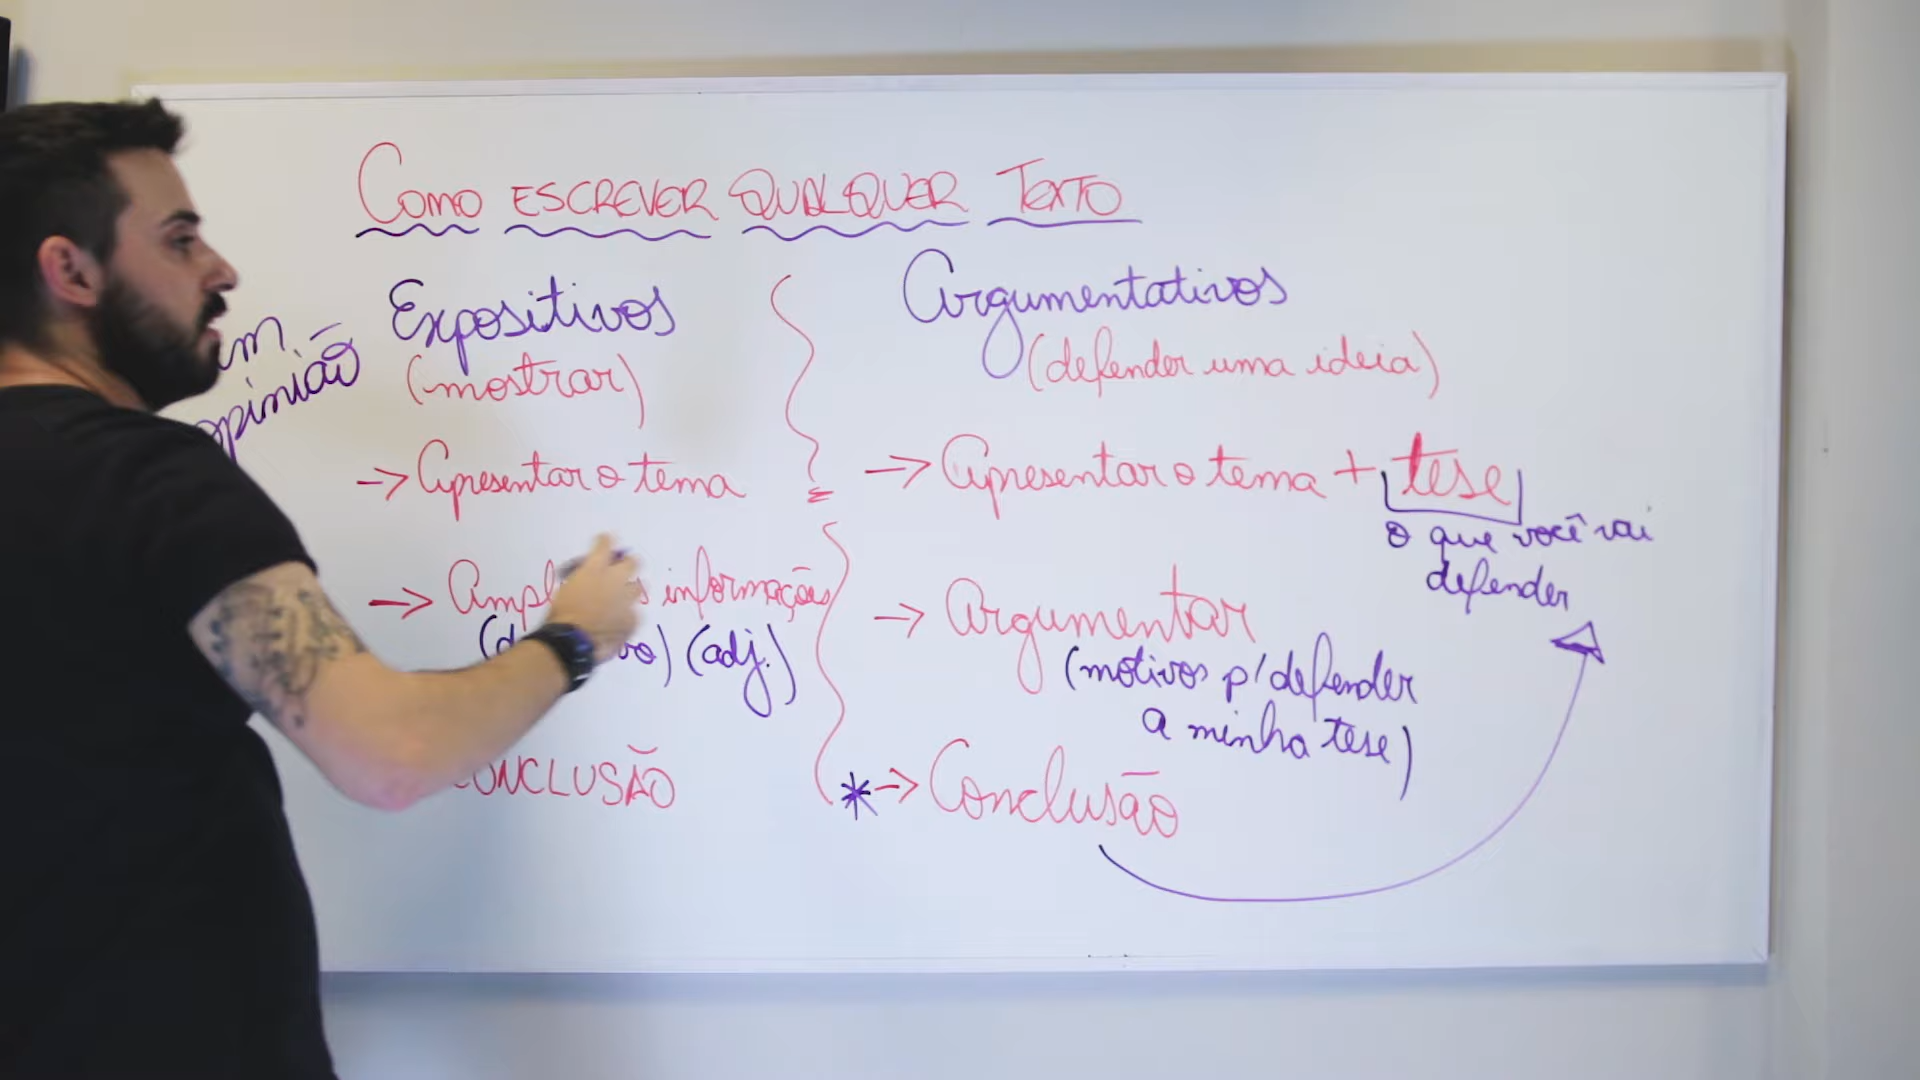 Como ESCREVER QUALQUER TEXTO
Expositivos
(mostrar)
opinião
→ Apresentar o tema
→ informações
(adj.)
CONCLUSÃO
Argumentativos
(defender uma ideia)
→ Apresentar o tema + tese
o que você vai
defender
→ Argumentar
(motivos p/ defender
a minha tese)
* → Conclusão